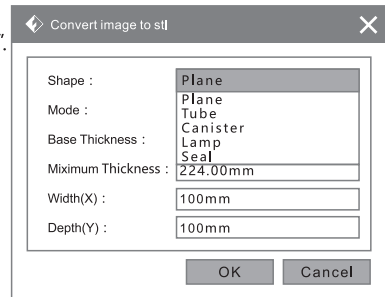 Convert image to stl
".
Shape :
Plane
Mode :
Plane
Tube
Canister
Lamp
Seal
Base Thickness :
Miximum Thickness :
224.00mm
Width(X) :
100mm
Depth(Y) :
100mm
OK
Cancel